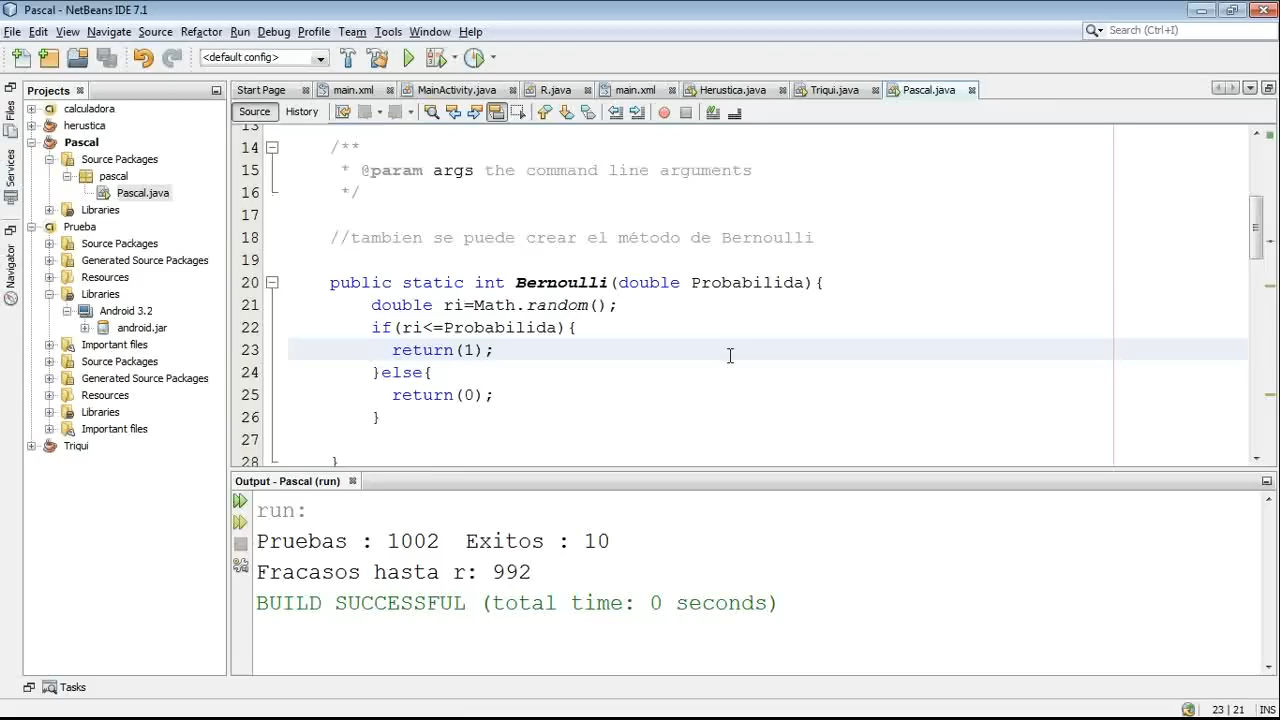 Pascal - NetBeans IDE 7.1
File Edit View Navigate Source Refactor Run Debug Profile Team Tools Window Help
Search (Ctrl+I)
<default config>
Projects
Files
Services
Navigator
calculadora
herustica
Pascal
Source Packages
pascal
Pascal.java
Libraries
Prueba
Source Packages
Generated Source Packages
Resources
Libraries
Android 3.2
android.jar
Important files
Source Packages
Generated Source Packages
Resources
Libraries
Important files
Triqui
Start Page main.xml MainActivity.java R.java main.xml Herustica.java Triqui.java Pascal.java
Source History
13
14 /**
15 * @param args the command line arguments
16 */
17
18 //tambien se puede crear el método de Bernoulli
19
20 public static int Bernoulli(double Probabilida){
21 double ri=Math.random();
22 if(ri<=Probabilida){
23 return(1);
24 }else{
25 return(0);
26 }
27
28 }
Output - Pascal (run)
run:
Pruebas : 1002  Exitos : 10
Fracasos hasta r: 992
BUILD SUCCESSFUL (total time: 0 seconds)
Tasks
23 | 21 INS